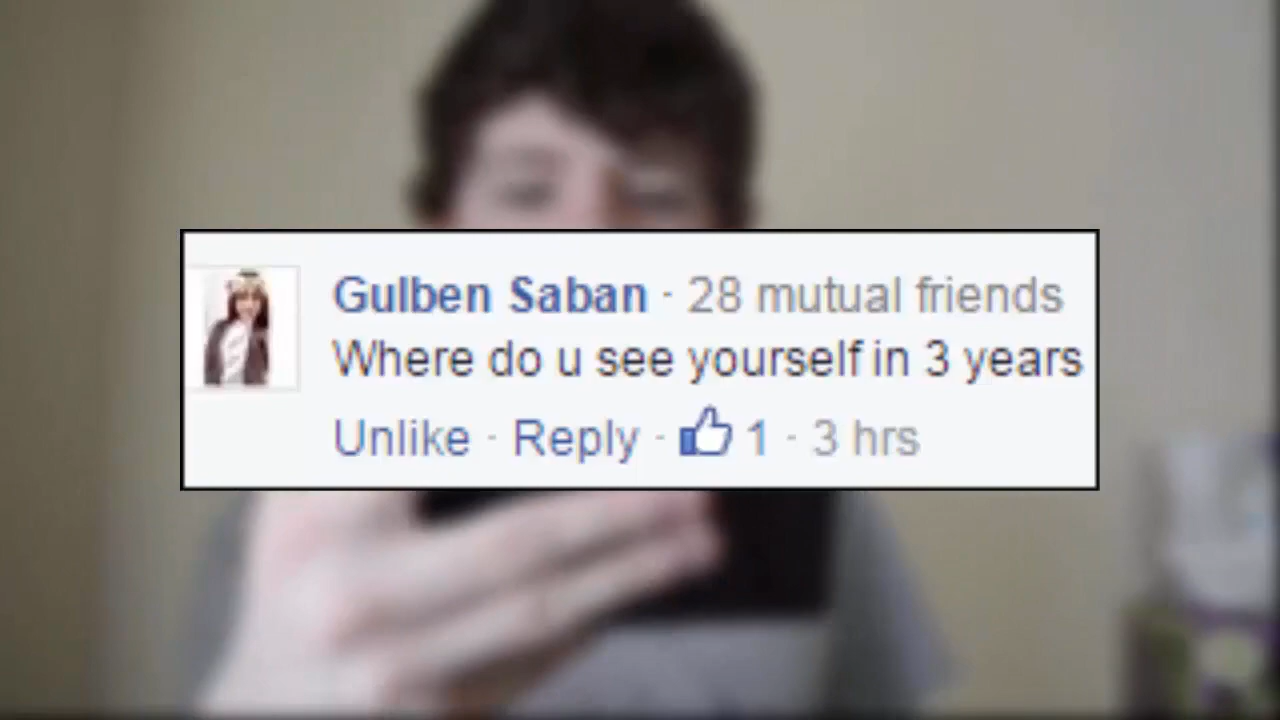 Gulben Saban · 28 mutual friends
Where do u see yourself in 3 years
Unlike · Reply · 1 · 3 hrs